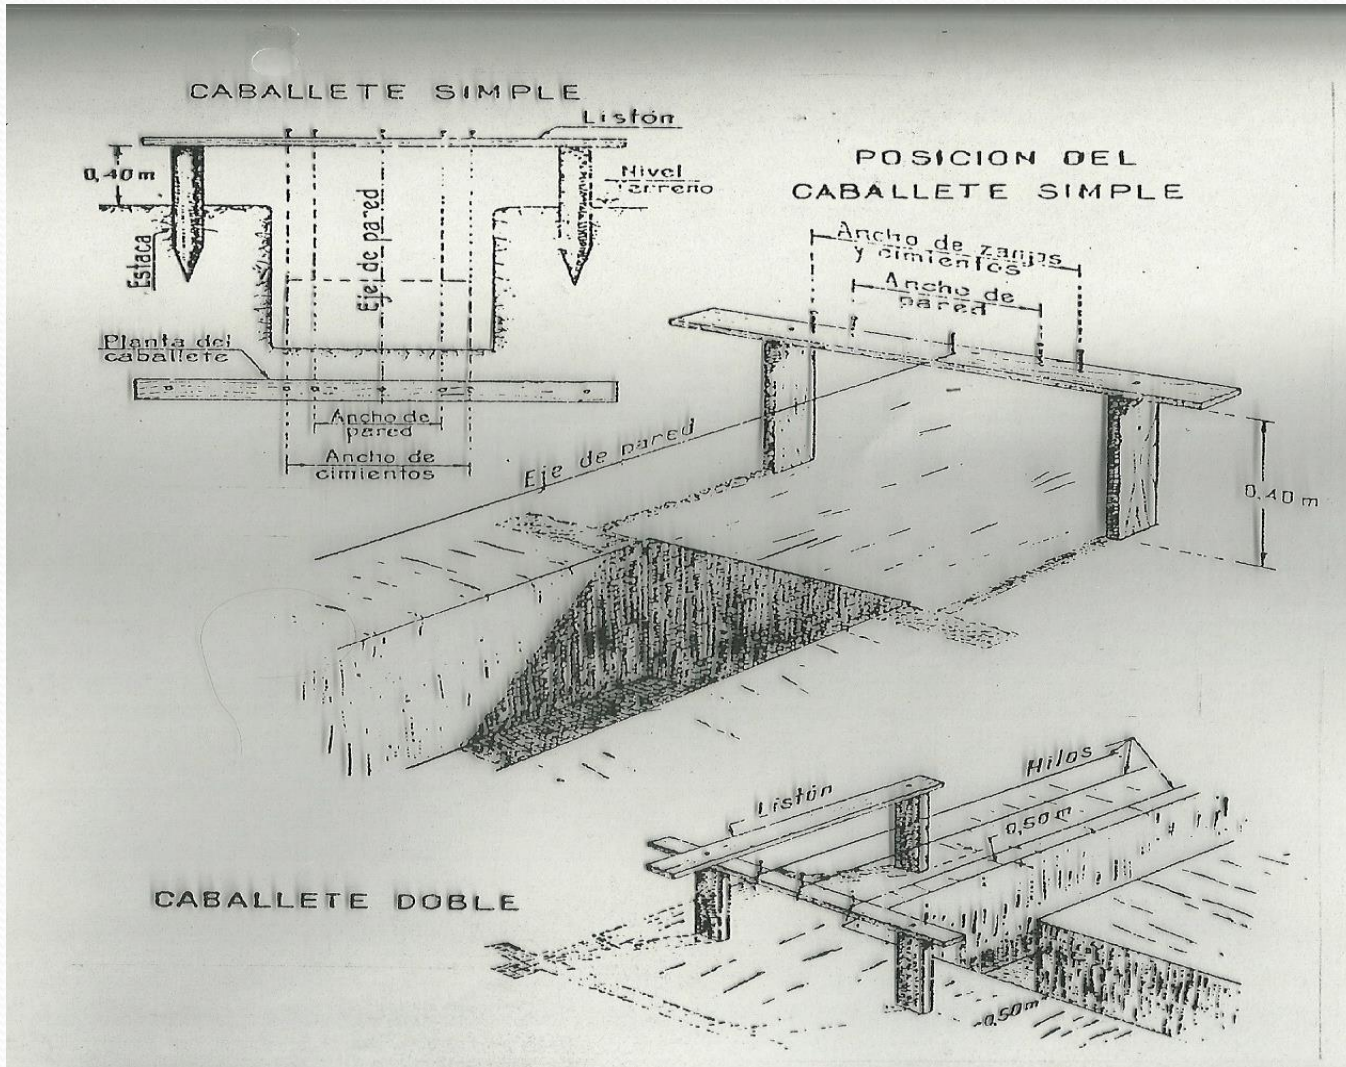 CABALLETE SIMPLE
Listón
0,40 m
Nivel
Terreno
Estaca
Eje de pared
Planta del
caballete
Ancho de
pared
Ancho de
cimientos
POSICION DEL
CABALLETE SIMPLE
Ancho de zanjas
y cimientos
Ancho de
pared
Eje de pared
0,40 m
CABALLETE DOBLE
Listón
Hilos
0,50 m
0,50 m